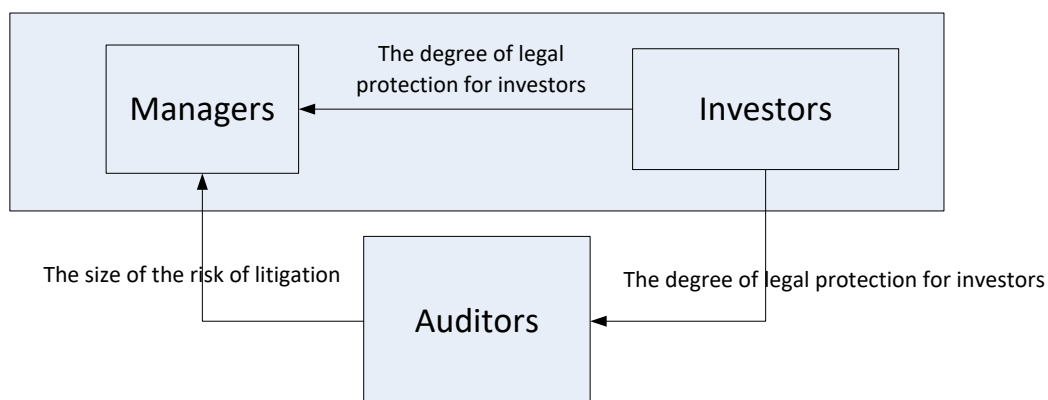 The degree of legal
protection for investors
Managers
Investors
The size of the risk of litigation
The degree of legal protection for investors
Auditors